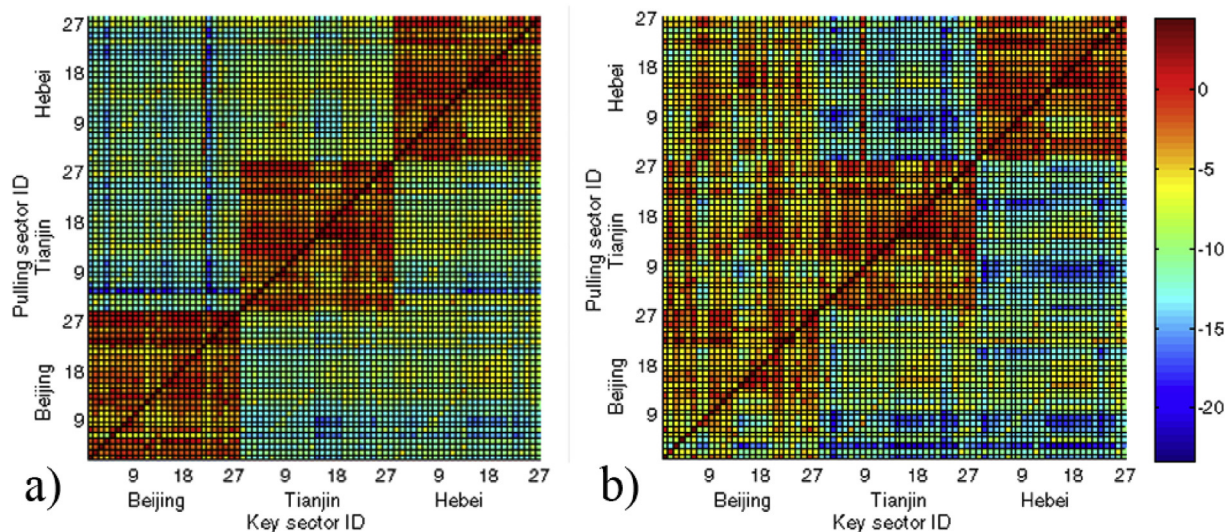 27
18
Hebei
9
27
18
Tianjin
9
27
18
Beijing
9
Pulling sector ID
9 18 27 9 18 27 9 18 27
Beijing Tianjin Hebei
Key sector ID
a)
27
18
Hebei
9
27
18
Tianjin
9
27
18
Beijing
9
Pulling sector ID
9 18 27 9 18 27 9 18 27
Beijing Tianjin Hebei
Key sector ID
b)
0
-5
-10
-15
-20